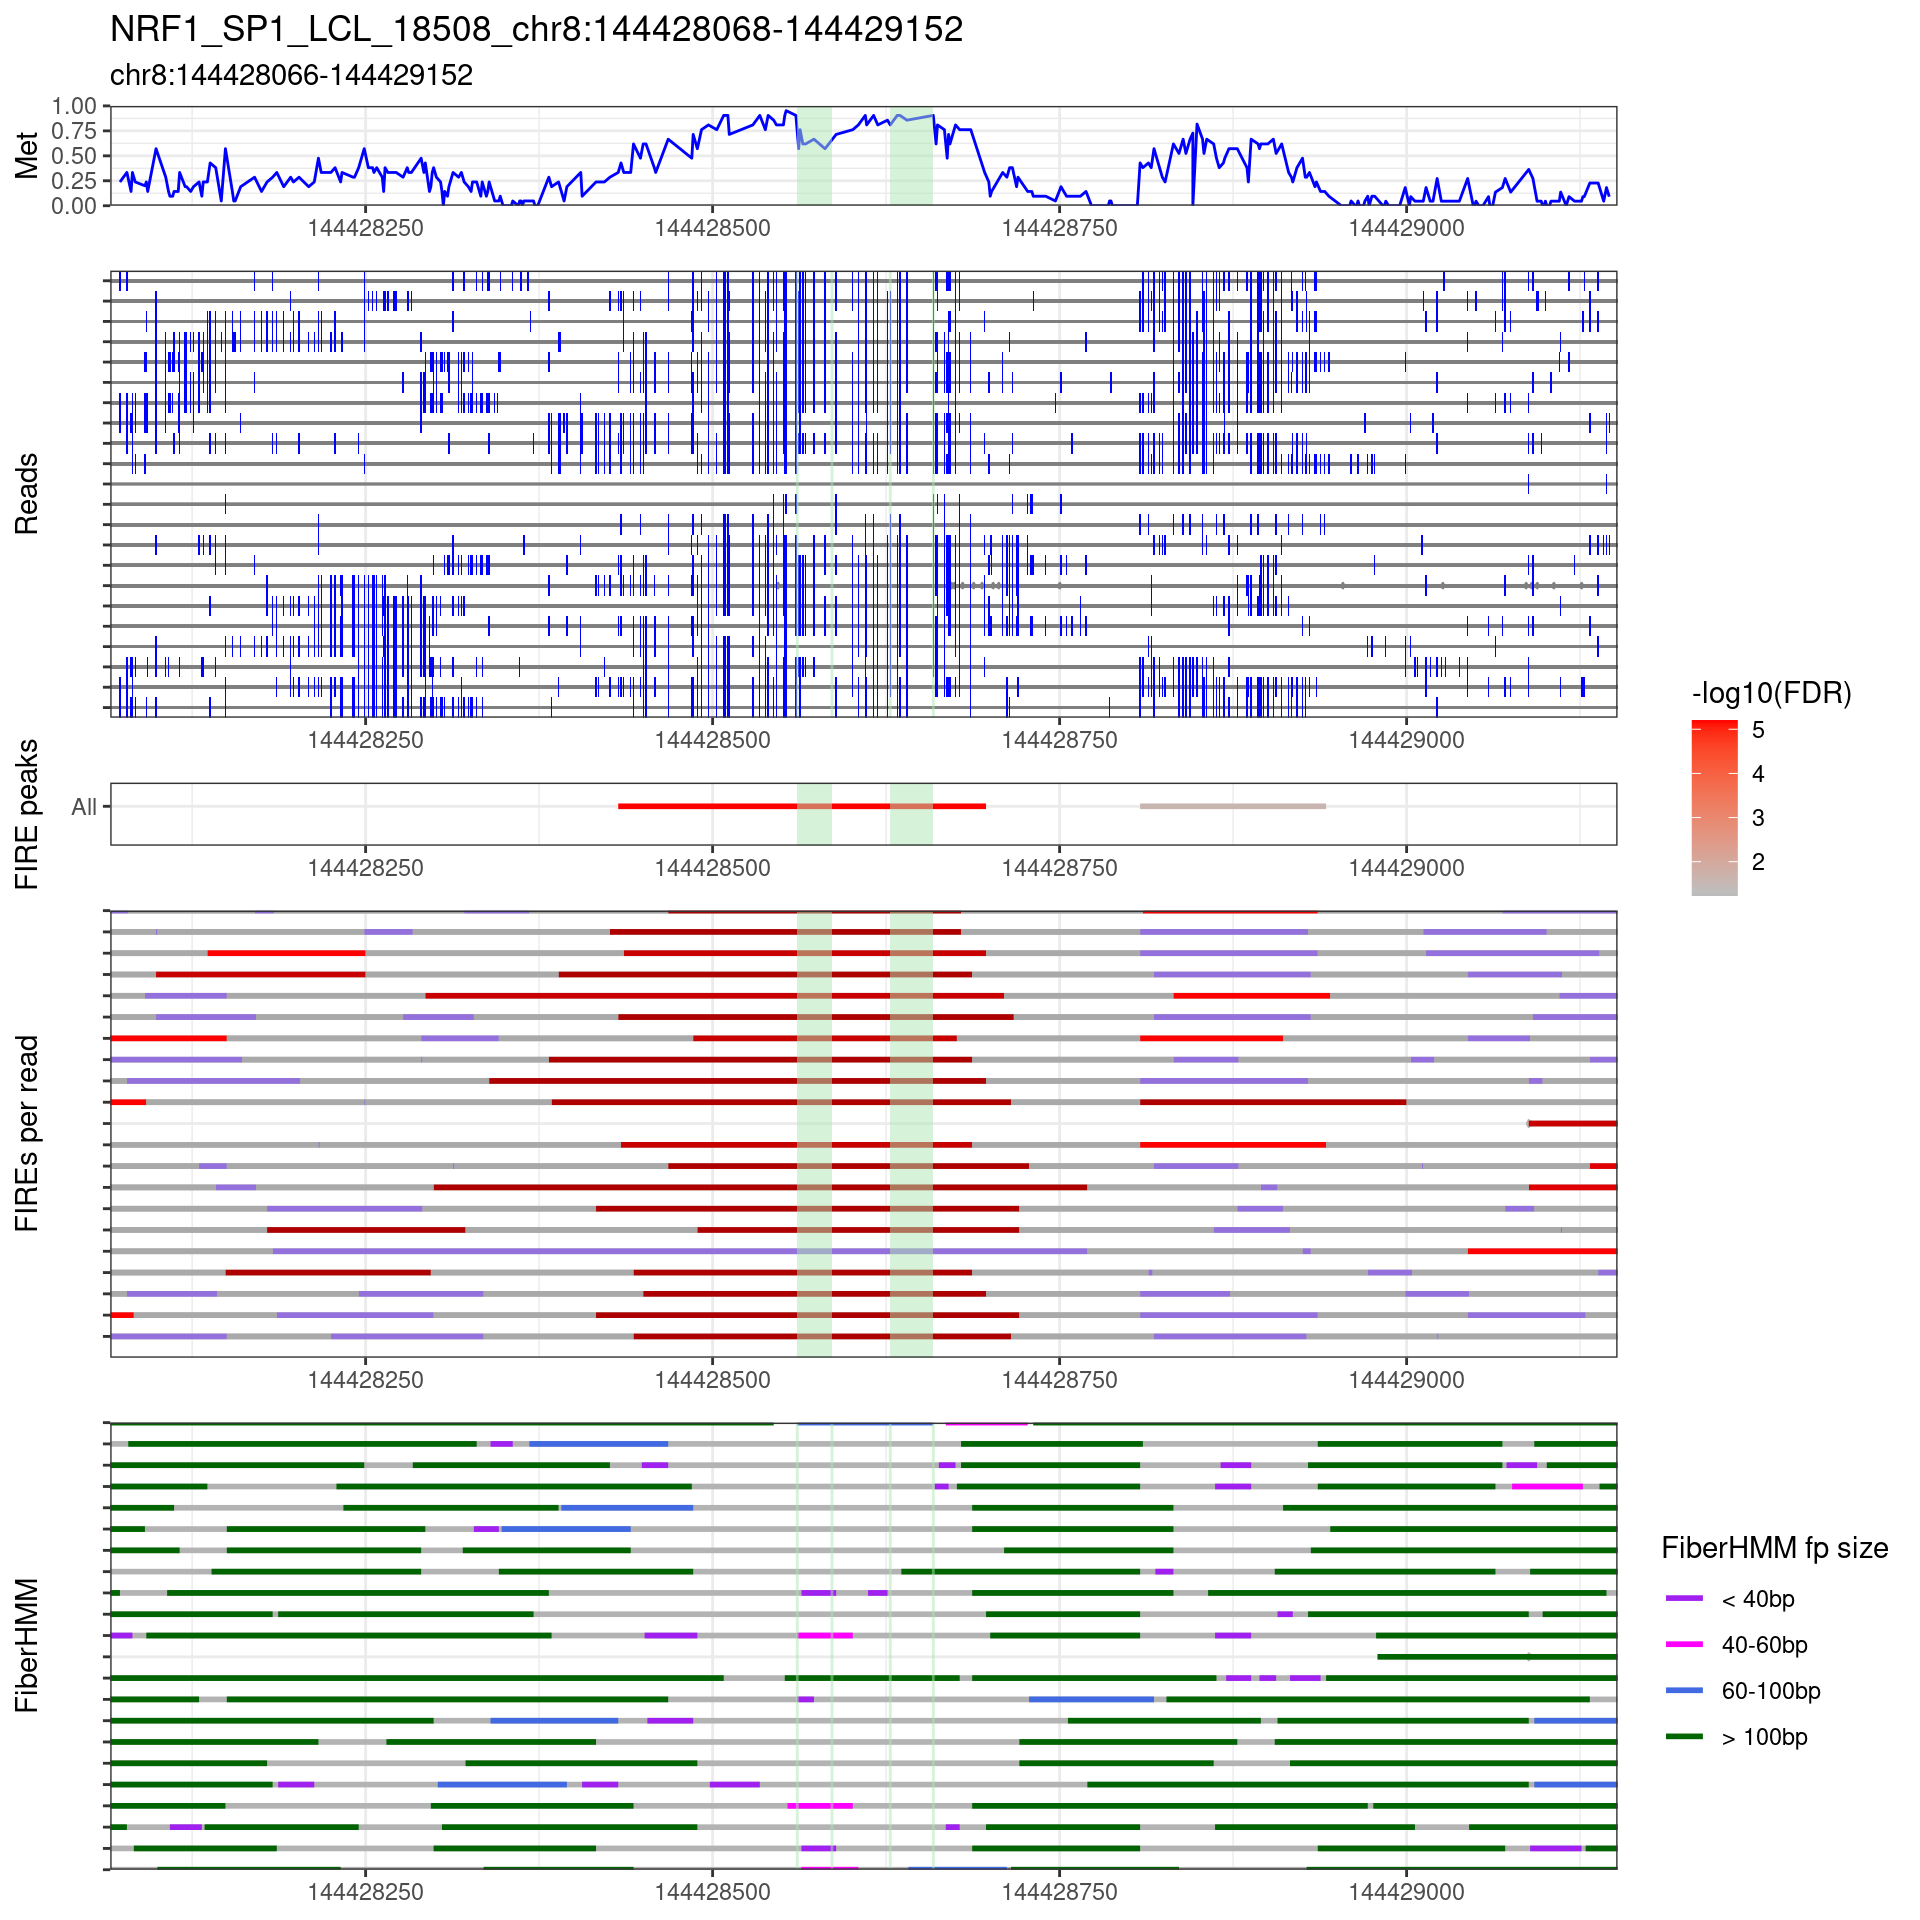 NRF1_SP1_LCL_18508_chr8:144428068-144429152
chr8:144428066-144429152
Met
1.00
0.75
0.50
0.25
0.00
144428250 144428500 144428750 144429000
Reads
144428250 144428500 144428750 144429000
FIRE peaks
All
144428250 144428500 144428750 144429000
-log10(FDR)
5
4
3
2
FIREs per read
144428250 144428500 144428750 144429000
FiberHMM
144428250 144428500 144428750 144429000
FiberHMM fp size
< 40bp
40-60bp
60-100bp
> 100bp